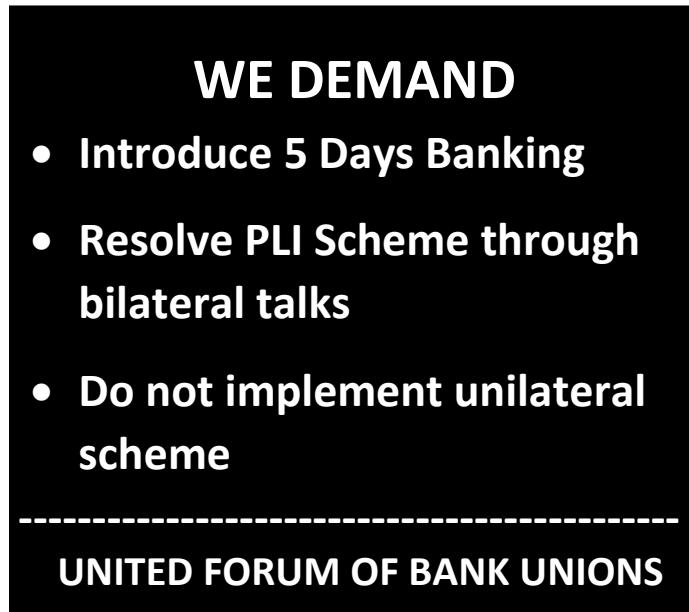 WE DEMAND
• Introduce 5 Days Banking
• Resolve PLI Scheme through
bilateral talks
• Do not implement unilateral
scheme
---------------------------------------------
UNITED FORUM OF BANK UNIONS